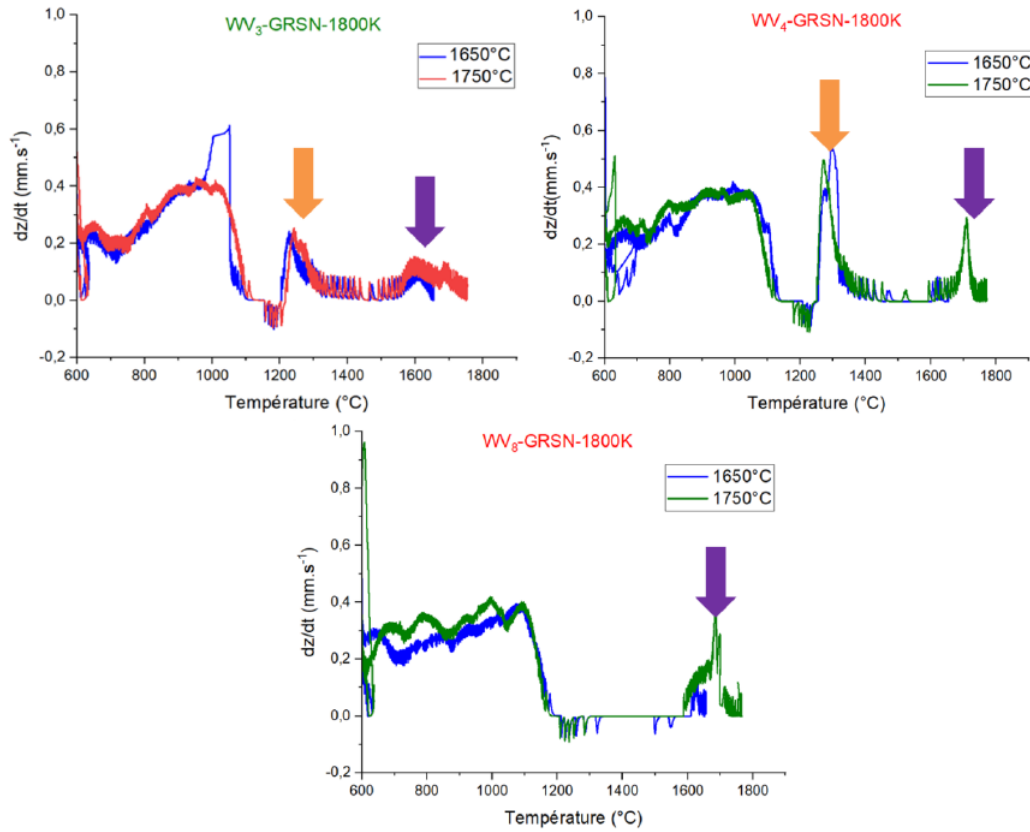 WV₃-GRSN-1800K
1650°C
1750°C
dz/dt (mm.s⁻¹)
1,0
0,8
0,6
0,4
0,2
0,0
-0,2
600 800 1000 1200 1400 1600 1800
Température (°C)
WV₄-GRSN-1800K
1650°C
1750°C
dz/dt(mm.s⁻¹)
1,0
0,8
0,6
0,4
0,2
0,0
-0,2
600 800 1000 1200 1400 1600 1800
Température (°C)
WV₈-GRSN-1800K
1650°C
1750°C
dz/dt (mm.s⁻¹)
1,0
0,8
0,6
0,4
0,2
0,0
-0,2
600 800 1000 1200 1400 1600 1800
Température (°C)